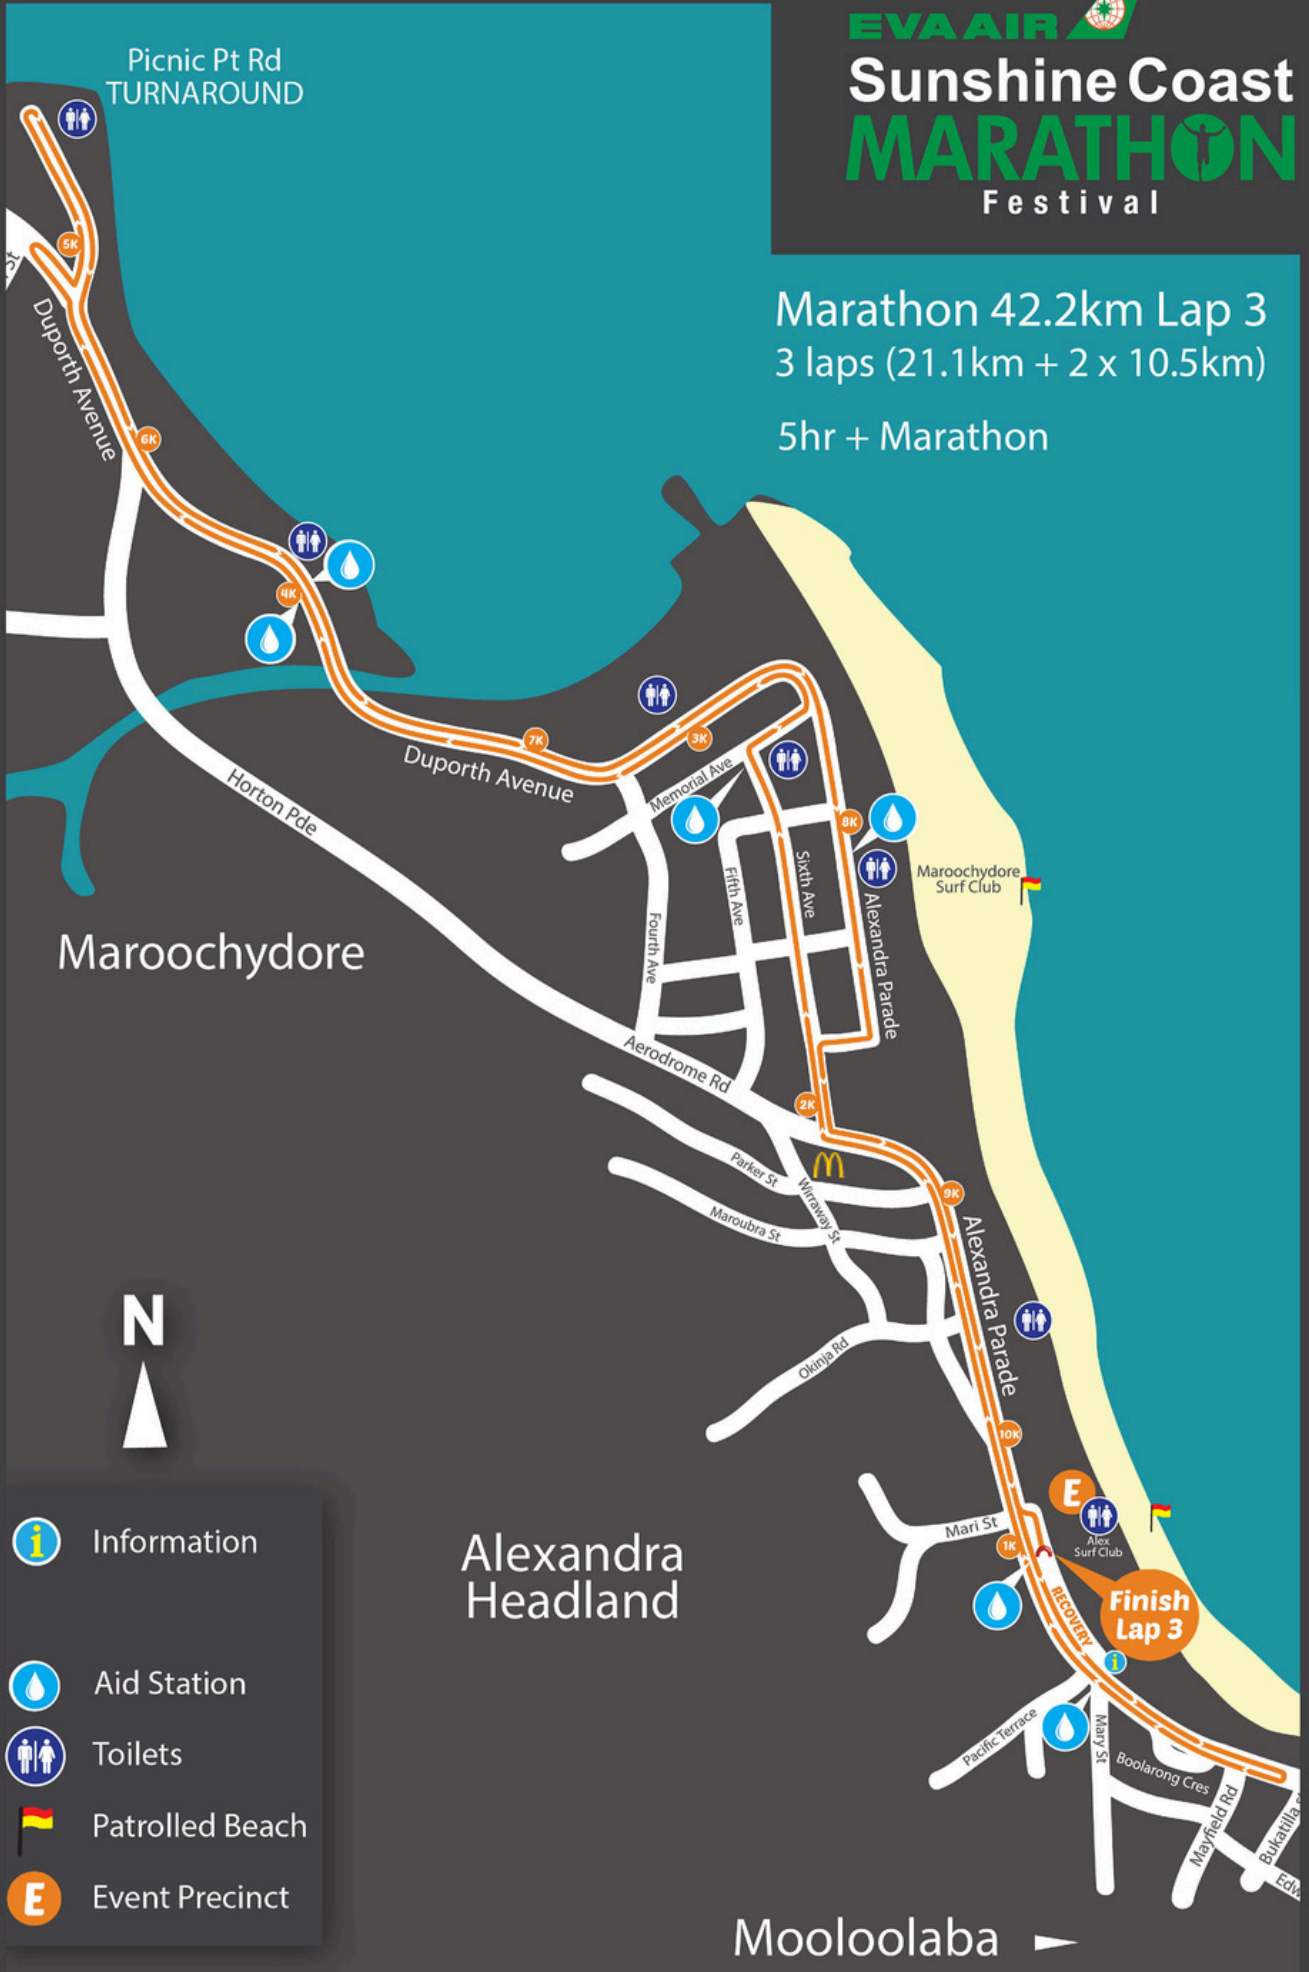 EVA AIR
Sunshine Coast
MARATHON
Festival
Picnic Pt Rd
TURNAROUND
Marathon 42.2km Lap 3
3 laps (21.1km + 2 x 10.5km)
5hr + Marathon
5K
St
Duporth Avenue
6K
4K
3K
7K
Duporth Avenue
Memorial Ave
Horton Pde
8K
Sixth Ave
Fifth Ave
Maroochydore
Surf Club
Fourth Ave
Alexandra Parade
Maroochydore
Aerodrome Rd
2K
Parker St
Wirraway St
9K
Maroubra St
Alexandra Parade
N
Okinja Rd
10K
E
Mari St
Alex
Surf Club
1K
Alexandra
Headland
RECOVERY
Finish
Lap 3
i
Pacific Terrace
Mary St
Boolarong Cres
Mayfield Rd
Bukatilla
Edw
Mooloolaba
i Information
Aid Station
Toilets
Patrolled Beach
E Event Precinct